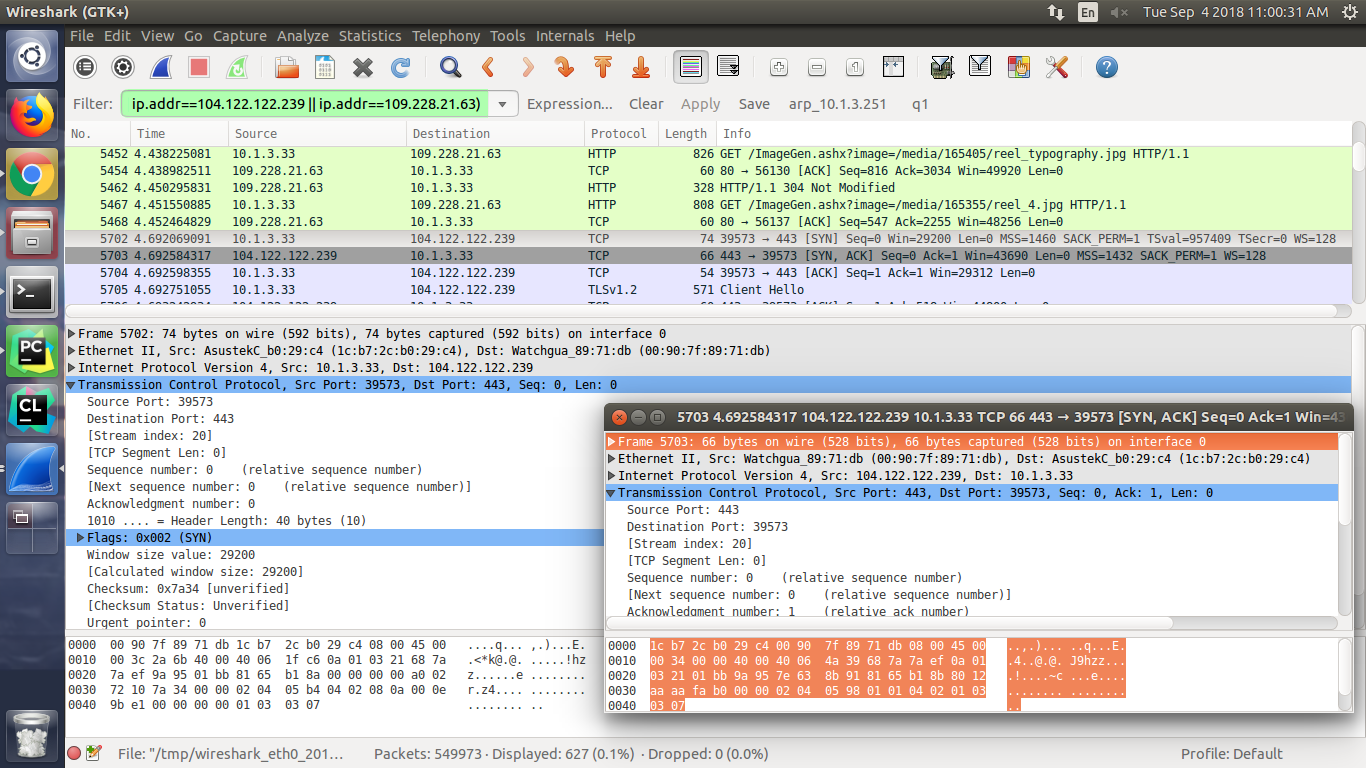 Wireshark (GTK+)
En
Tue Sep 4 2018 11:00:31 AM
File Edit View Go Capture Analyze Statistics Telephony Tools Internals Help
Filter: ip.addr==104.122.122.239 || ip.addr==109.228.21.63) Expression... Clear Apply Save arp_10.1.3.251 q1
No. Time Source Destination Protocol Length Info
5452 4.438225081 10.1.3.33 109.228.21.63 HTTP 826 GET /ImageGen.ashx?image=/media/165405/reel_typography.jpg HTTP/1.1
5454 4.438982511 109.228.21.63 10.1.3.33 TCP 60 80 → 56130 [ACK] Seq=816 Ack=3034 Win=49920 Len=0
5462 4.450295831 109.228.21.63 10.1.3.33 HTTP 328 HTTP/1.1 304 Not Modified
5467 4.451550885 10.1.3.33 109.228.21.63 HTTP 808 GET /ImageGen.ashx?image=/media/165355/reel_4.jpg HTTP/1.1
5468 4.452464829 109.228.21.63 10.1.3.33 TCP 60 80 → 56137 [ACK] Seq=547 Ack=2255 Win=48256 Len=0
5702 4.692069091 10.1.3.33 104.122.122.239 TCP 74 39573 → 443 [SYN] Seq=0 Win=29200 Len=0 MSS=1460 SACK_PERM=1 TSval=957409 TSecr=0 WS=128
5703 4.692584317 104.122.122.239 10.1.3.33 TCP 66 443 → 39573 [SYN, ACK] Seq=0 Ack=1 Win=43690 Len=0 MSS=1432 SACK_PERM=1 WS=128
5704 4.692598355 10.1.3.33 104.122.122.239 TCP 54 39573 → 443 [ACK] Seq=1 Ack=1 Win=29312 Len=0
5705 4.692751055 10.1.3.33 104.122.122.239 TLSv1.2 571 Client Hello
Frame 5702: 74 bytes on wire (592 bits), 74 bytes captured (592 bits) on interface 0
Ethernet II, Src: AsustekC_b0:29:c4 (1c:b7:2c:b0:29:c4), Dst: Watchgua_89:71:db (00:90:7f:89:71:db)
Internet Protocol Version 4, Src: 10.1.3.33, Dst: 104.122.122.239
Transmission Control Protocol, Src Port: 39573, Dst Port: 443, Seq: 0, Len: 0
Source Port: 39573
Destination Port: 443
[Stream index: 20]
[TCP Segment Len: 0]
Sequence number: 0 (relative sequence number)
[Next sequence number: 0 (relative sequence number)]
Acknowledgment number: 0
1010 .... = Header Length: 40 bytes (10)
Flags: 0x002 (SYN)
Window size value: 29200
[Calculated window size: 29200]
Checksum: 0x7a34 [unverified]
[Checksum Status: Unverified]
Urgent pointer: 0
0000 00 90 7f 89 71 db 1c b7 2c b0 29 c4 08 00 45 00 ....q... ,.)...E.
0010 00 3c 2a 6b 40 00 40 06 1f c6 0a 01 03 21 68 7a .<*k@.@. .....!hz
0020 7a ef 9a 95 01 bb 81 65 b1 8a 00 00 00 00 a0 02 z......e ........
0030 72 10 7a 34 00 00 02 04 05 b4 04 02 08 0a 00 0e r.z4.... ........
0040 9b e1 00 00 00 00 01 03 03 07 ........ ..
5703 4.692584317 104.122.122.239 10.1.3.33 TCP 66 443 → 39573 [SYN, ACK] Seq=0 Ack=1 Win=43
Frame 5703: 66 bytes on wire (528 bits), 66 bytes captured (528 bits) on interface 0
Ethernet II, Src: Watchgua_89:71:db (00:90:7f:89:71:db), Dst: AsustekC_b0:29:c4 (1c:b7:2c:b0:29:c4)
Internet Protocol Version 4, Src: 104.122.122.239, Dst: 10.1.3.33
Transmission Control Protocol, Src Port: 443, Dst Port: 39573, Seq: 0, Ack: 1, Len: 0
Source Port: 443
Destination Port: 39573
[Stream index: 20]
[TCP Segment Len: 0]
Sequence number: 0 (relative sequence number)
[Next sequence number: 0 (relative sequence number)]
Acknowledgment number: 1 (relative ack number)
0000 1c b7 2c b0 29 c4 00 90 7f 89 71 db 08 00 45 00 ..,.)... ..q...E.
0010 00 34 00 00 40 00 40 06 4a 39 68 7a 7a ef 0a 01 .4..@.@. J9hzz...
0020 03 21 01 bb 9a 95 7e 63 8b 91 81 65 b1 8b 80 12 .!....~c ...e....
0030 aa aa fa b0 00 00 02 04 05 98 01 01 04 02 01 03 ........ ........
0040 03 07 ..
File: "/tmp/wireshark_eth0_201... Packets: 549973 · Displayed: 627 (0.1%) · Dropped: 0 (0.0%) Profile: Default
PC
CL